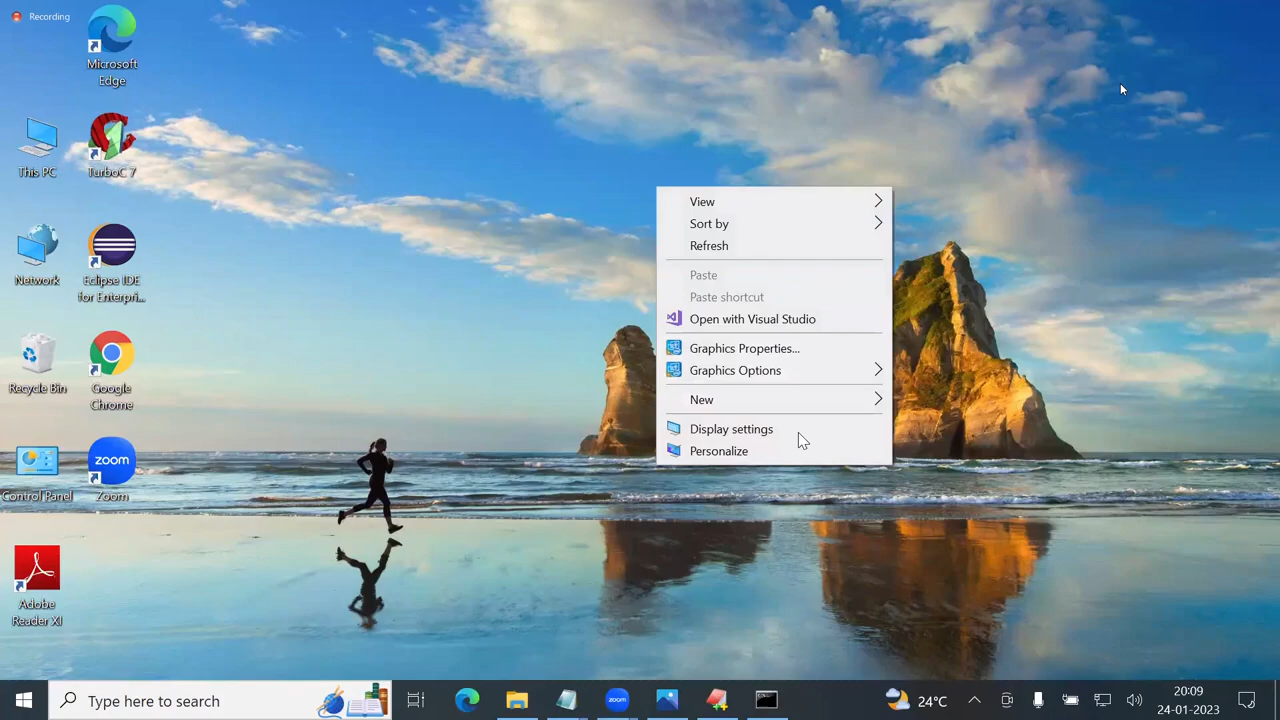 Recording
Microsoft
Edge
This PC
TurboC 7
Network
Eclipse IDE
for Enterpri...
Recycle Bin
Google
Chrome
Control Panel
zoom
Zoom
Adobe
Reader XI
View
Sort by
Refresh
Paste
Paste shortcut
Open with Visual Studio
Graphics Properties...
Graphics Options
New
Display settings
Personalize
Type here to search
zoom
24°C
24-01-2023